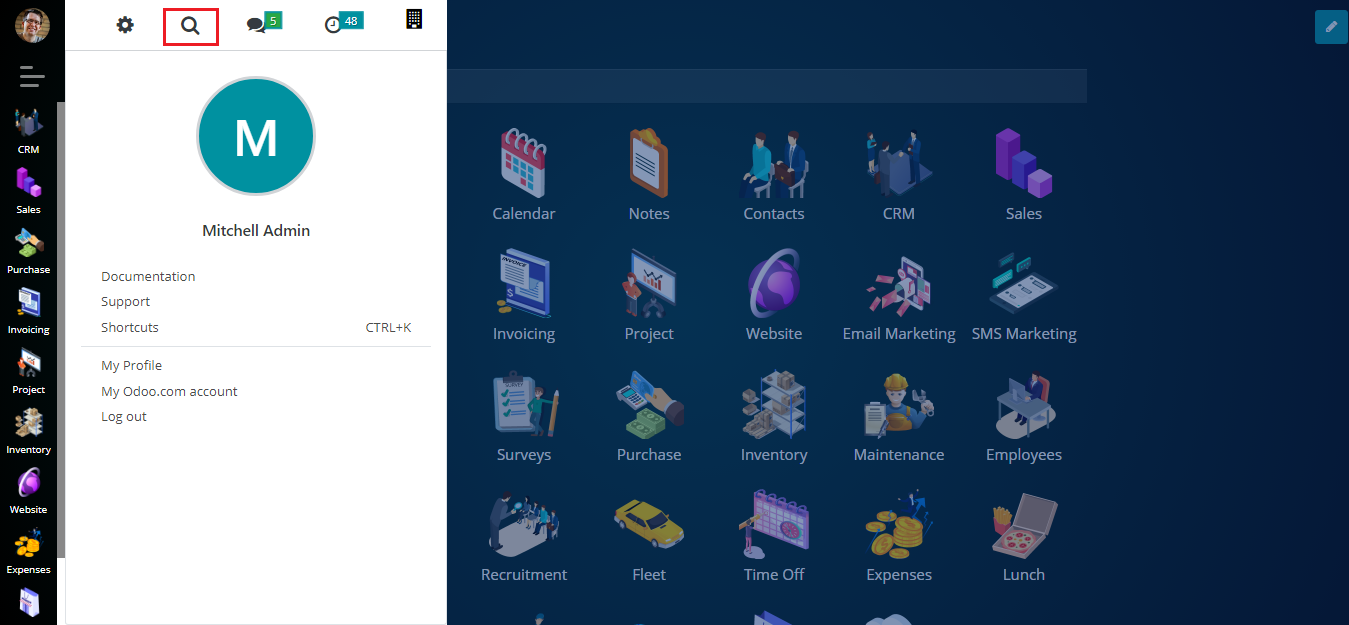 5
48
M
Mitchell Admin
Documentation
Support
Shortcuts CTRL+K
My Profile
My Odoo.com account
Log out
CRM
Sales
Purchase
Invoicing
Project
Inventory
Website
Expenses
Calendar
Notes
Contacts
CRM
Sales
INVOICE
Invoicing
Project
Website
Email Marketing
SMS Marketing
SURVEY
Surveys
Purchase
Inventory
Maintenance
Employees
Recruitment
Fleet
Time Off
Expenses
Lunch